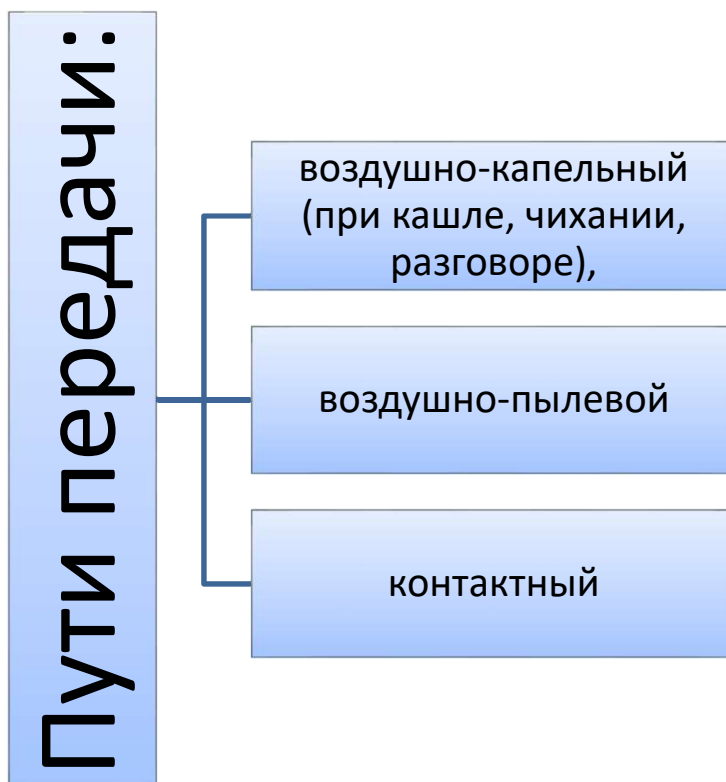 Пути передачи:
воздушно-капельный
(при кашле, чихании,
разговоре),
воздушно-пылевой
контактный